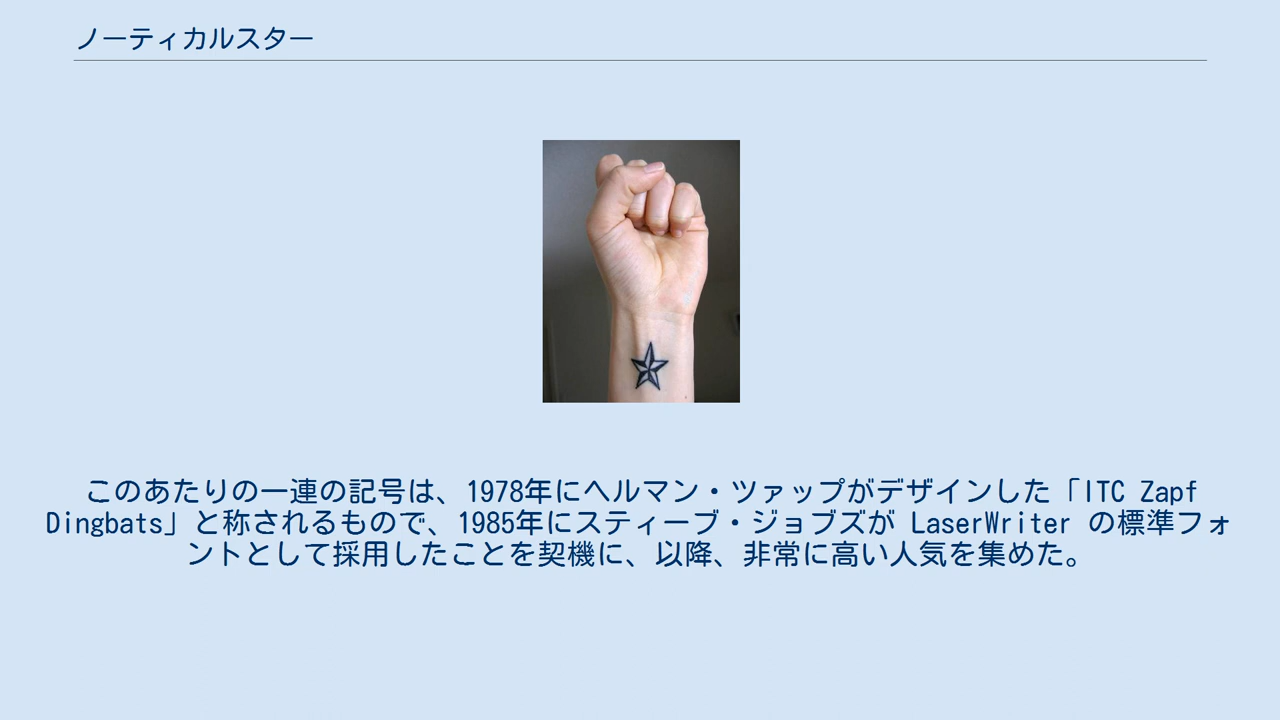 ノーティカルスター
このあたりの一連の記号は、1978年にヘルマン・ツァップがデザインした「ITC Zapf
Dingbats」と称されるもので、1985年にスティーブ・ジョブズが LaserWriter の標準フォ
ントとして採用したことを契機に、以降、非常に高い人気を集めた。